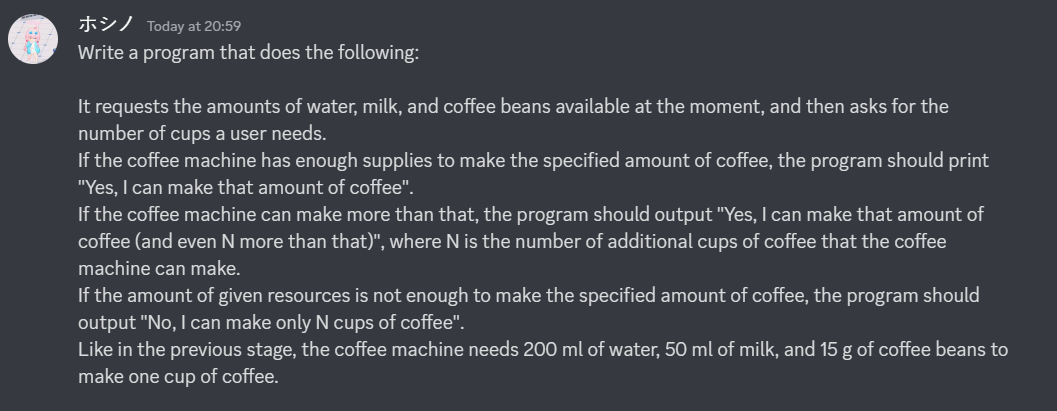 ホシノ Today at 20:59
Write a program that does the following:
It requests the amounts of water, milk, and coffee beans available at the moment, and then asks for the
number of cups a user needs.
If the coffee machine has enough supplies to make the specified amount of coffee, the program should print
"Yes, I can make that amount of coffee".
If the coffee machine can make more than that, the program should output "Yes, I can make that amount of
coffee (and even N more than that)", where N is the number of additional cups of coffee that the coffee
machine can make.
If the amount of given resources is not enough to make the specified amount of coffee, the program should
output "No, I can make only N cups of coffee".
Like in the previous stage, the coffee machine needs 200 ml of water, 50 ml of milk, and 15 g of coffee beans to
make one cup of coffee.